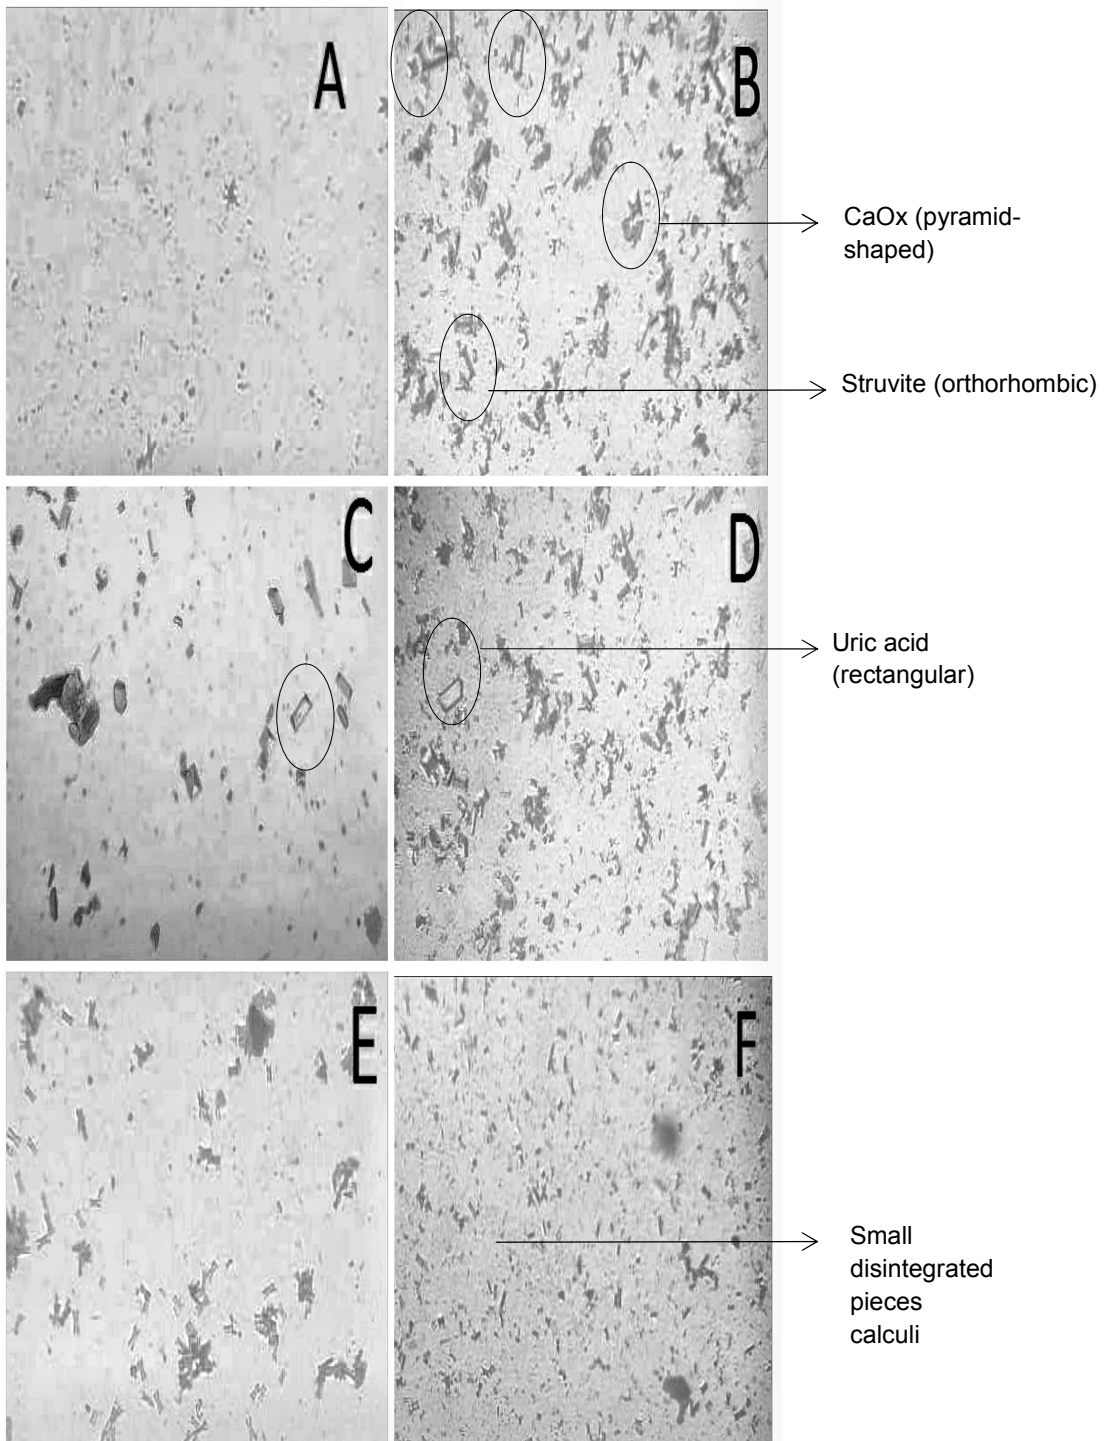 A
B
CaOx (pyramid-
shaped)
Struvite (orthorhombic)
C
D
Uric acid
(rectangular)
E
F
Small
disintegrated
pieces
calculi